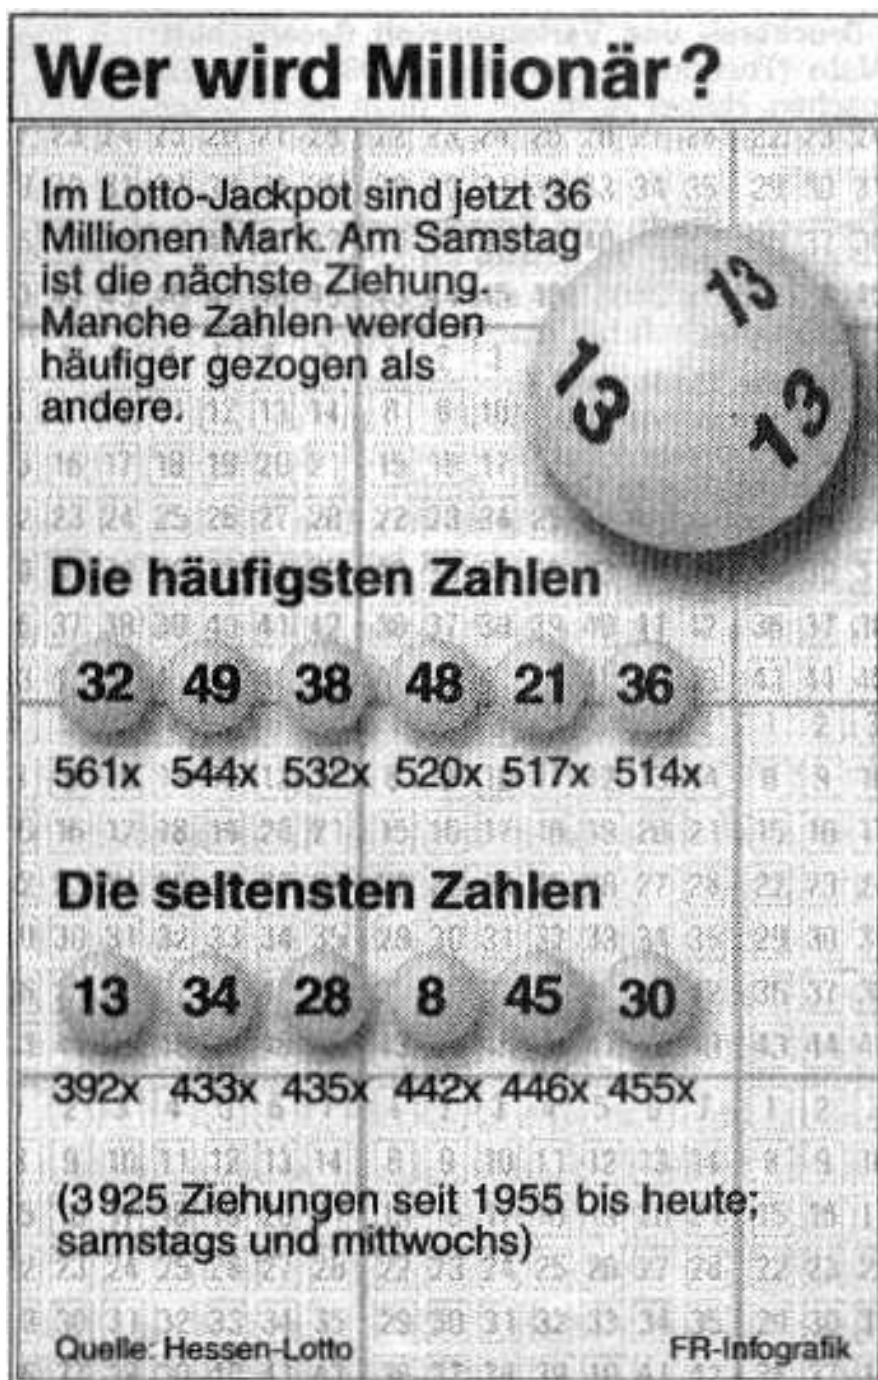 Wer wird Millionär?
Im Lotto-Jackpot sind jetzt 36
Millionen Mark. Am Samstag
ist die nächste Ziehung.
Manche Zahlen werden
häufiger gezogen als
andere.
13
13
13
Die häufigsten Zahlen
32 49 38 48 21 36
561x 544x 532x 520x 517x 514x
Die seltensten Zahlen
13 34 28 8 45 30
392x 433x 435x 442x 446x 455x
(3925 Ziehungen seit 1955 bis heute;
samstags und mittwochs)
Quelle: Hessen-Lotto FR-Infografik